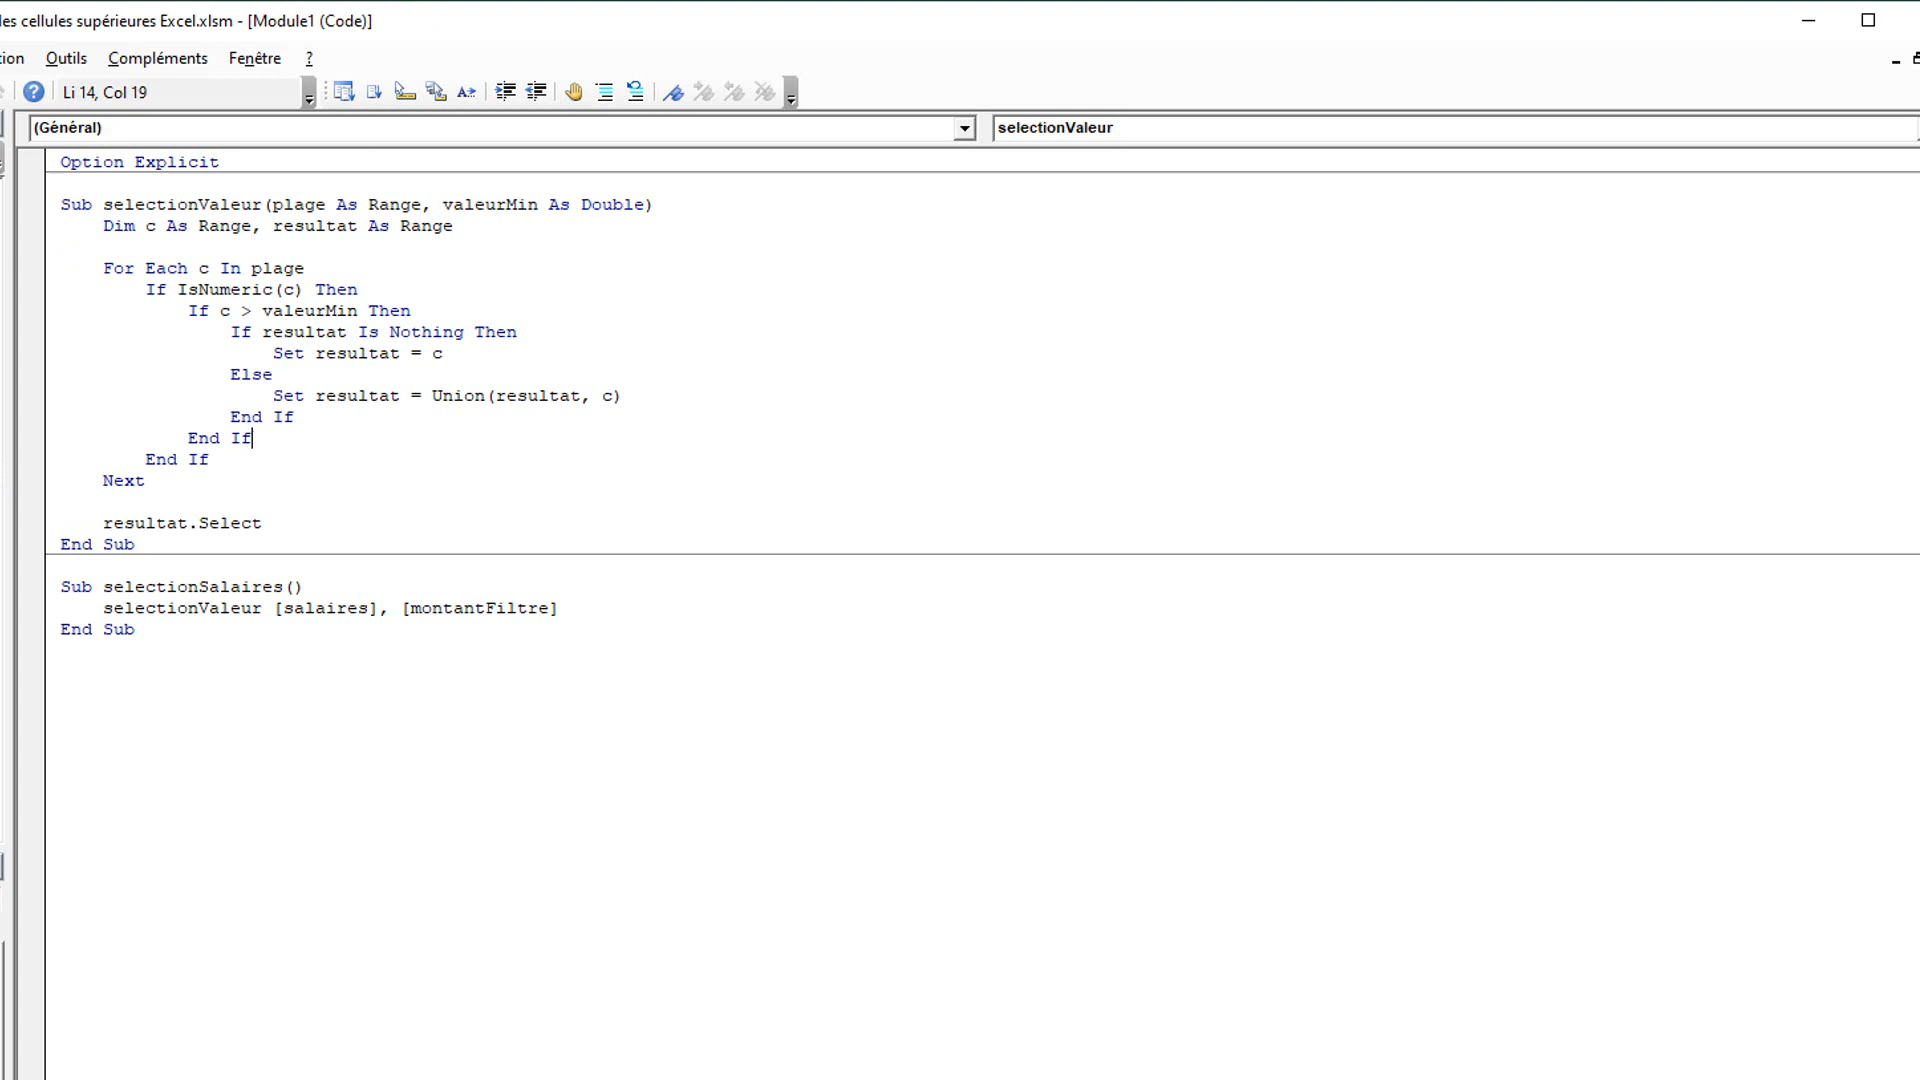 les cellules supérieures Excel.xlsm - [Module1 (Code)]
Outils Compléments Fenêtre ?
Li 14, Col 19
(Général) selectionValeur
Option Explicit
Sub selectionValeur(plage As Range, valeurMin As Double)
    Dim c As Range, resultat As Range
    For Each c In plage
        If IsNumeric(c) Then
            If c > valeurMin Then
                If resultat Is Nothing Then
                    Set resultat = c
                Else
                    Set resultat = Union(resultat, c)
                End If
            End If
        End If
    Next
    resultat.Select
End Sub
Sub selectionSalaires()
    selectionValeur [salaires], [montantFiltre]
End Sub